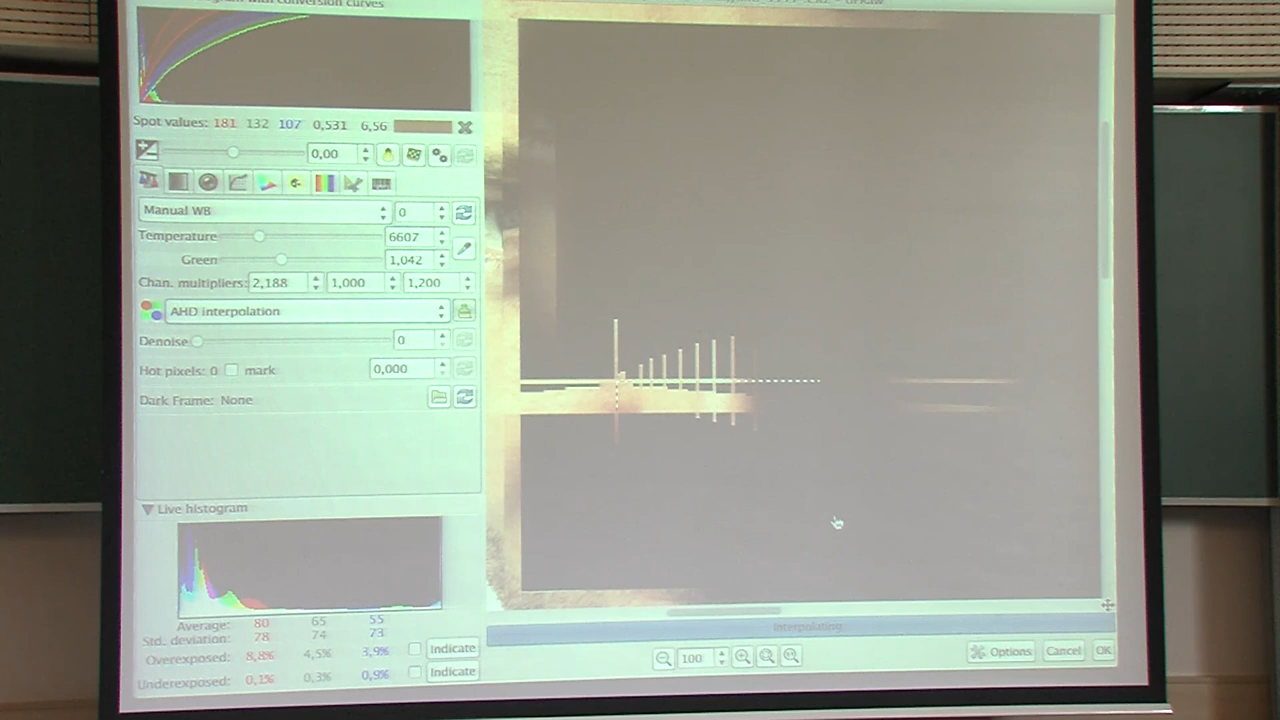 with conversion curves
Spot values: 181 132 107 0,531 6,56
0,00
Manual WB 0
Temperature 6607
Green 1,042
Chan. multipliers: 2,188 1,000 1,200
AHD interpolation
Denoise 0
Hot pixels: 0 mark 0,000
Dark Frame: None
Live histogram
Average: 80 65 55
Std. deviation: 78 74 73
Overexposed: 8,8% 4,5% 3,9% Indicate
Underexposed: 0,1% 0,3% 0,9% Indicate
Interpolating
100
Options Cancel OK